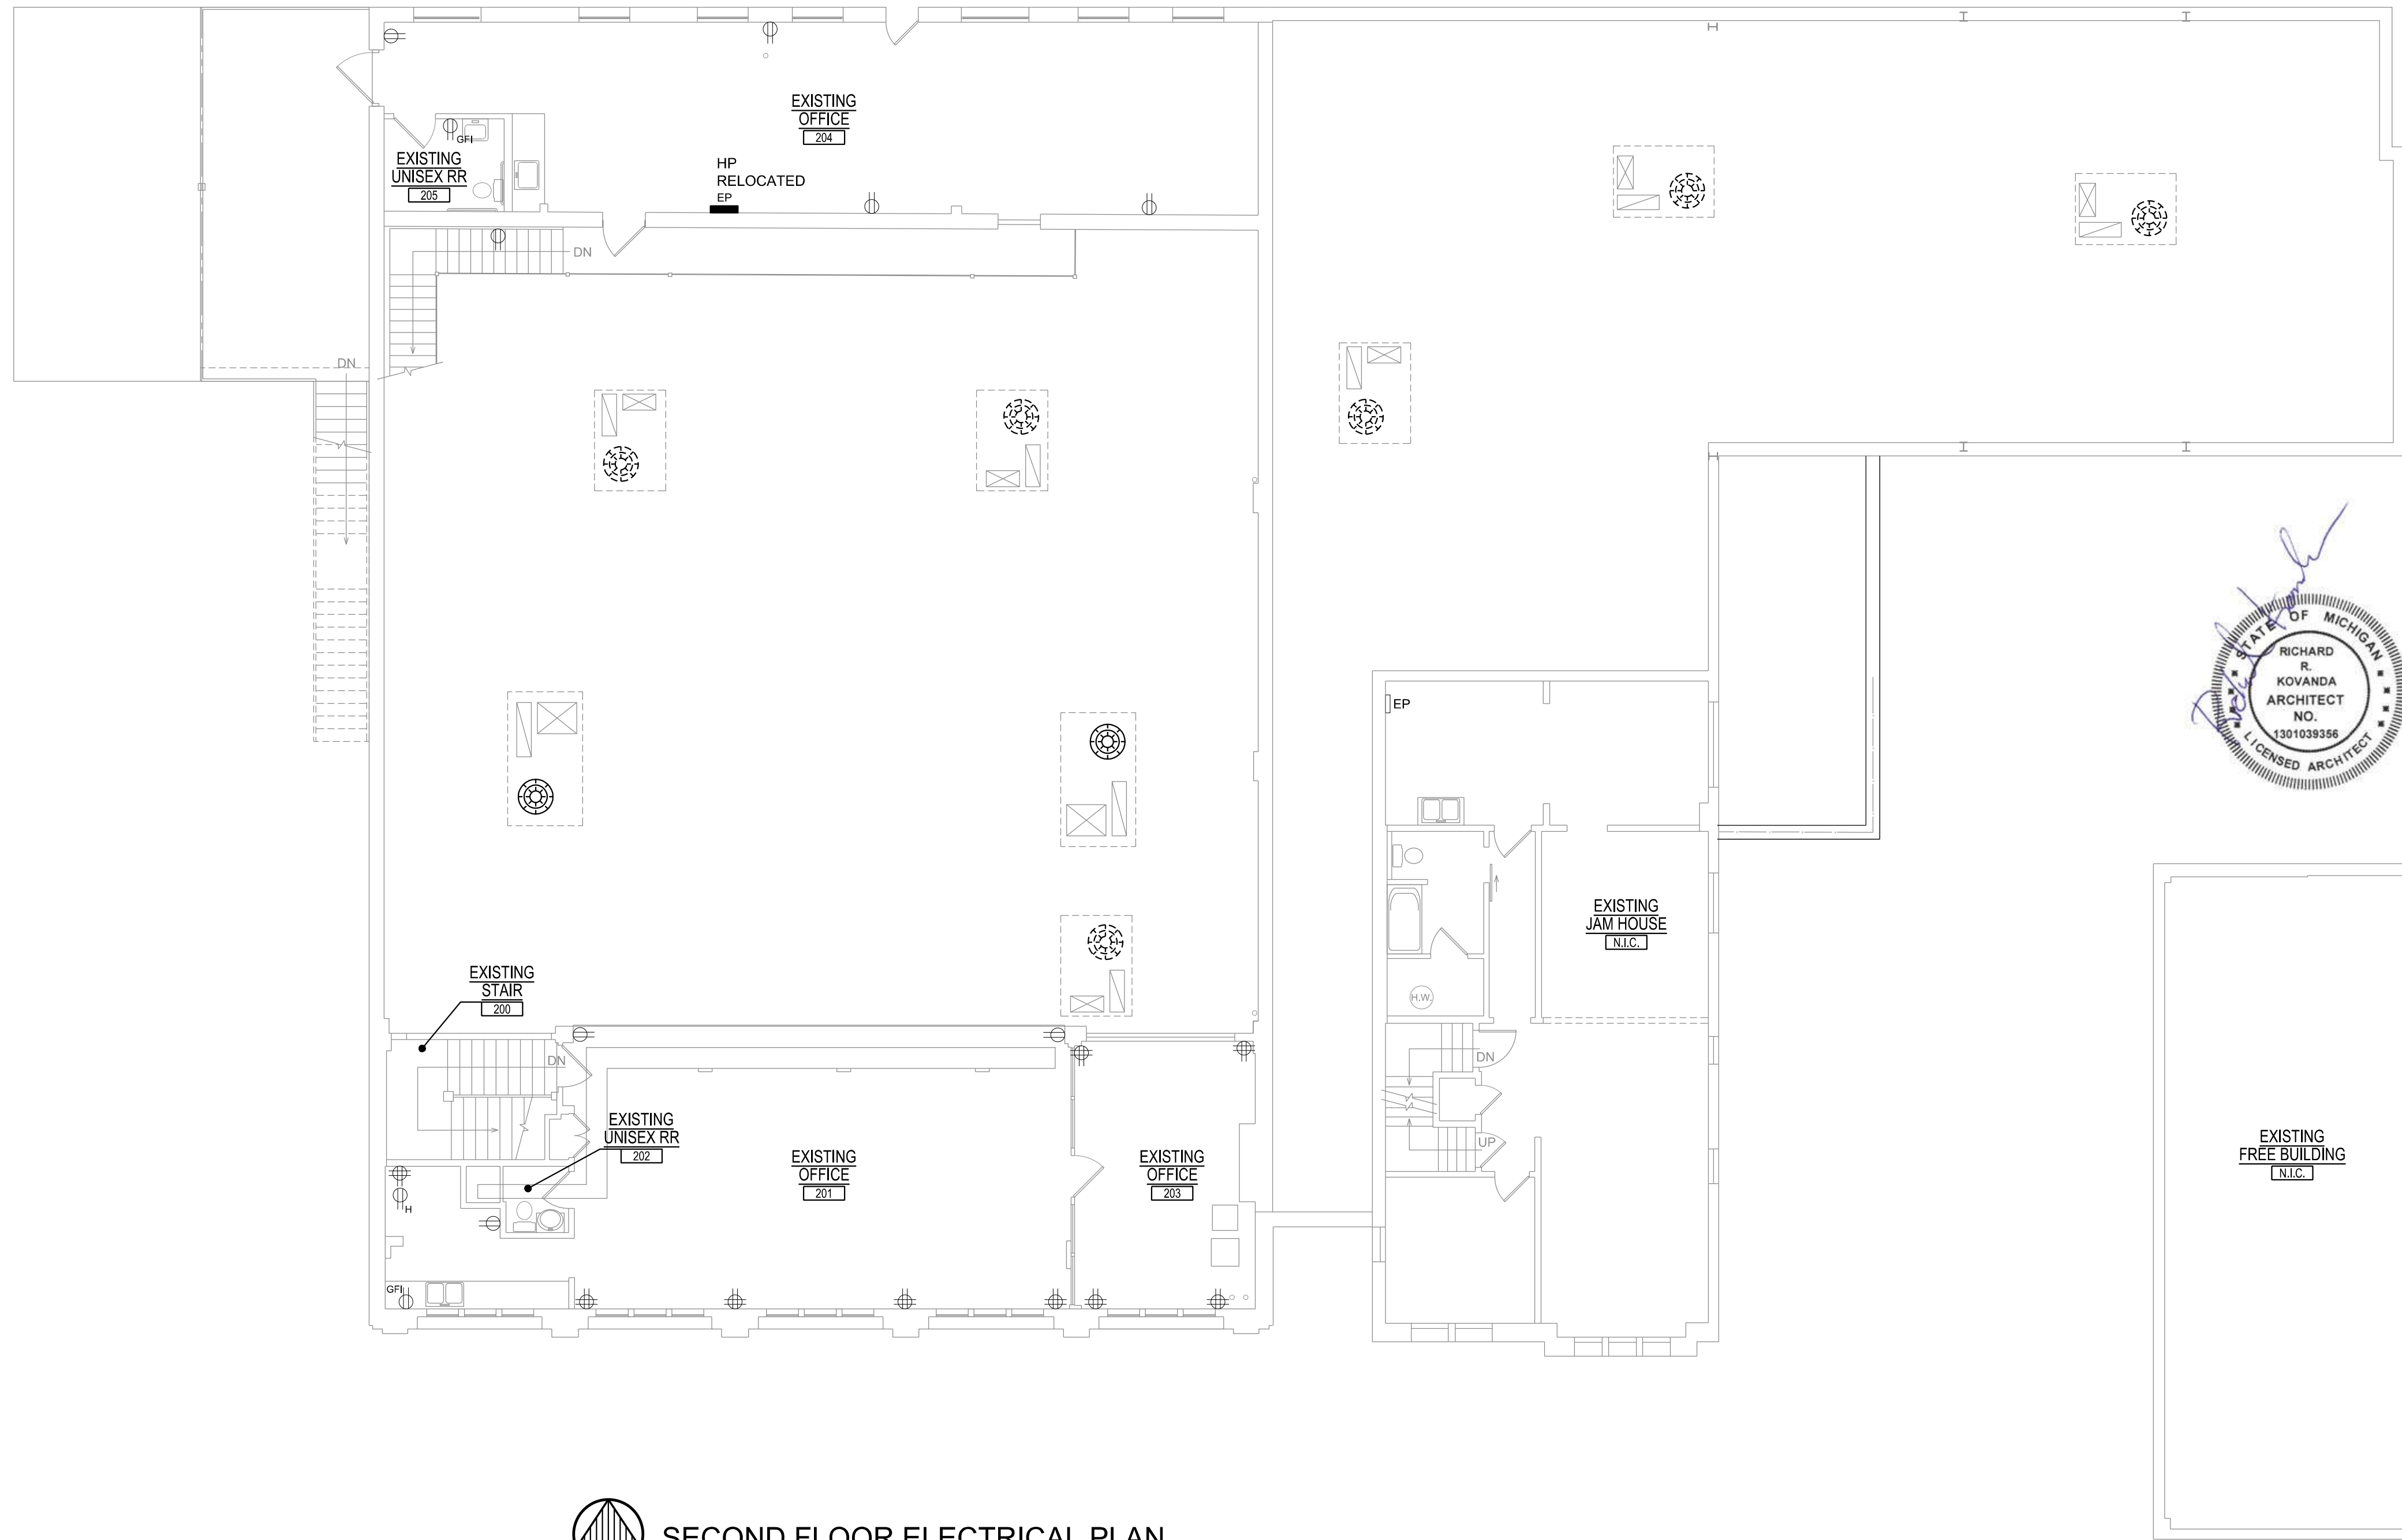 EXISTING
OFFICE
204
GFI
EXISTING
UNISEX RR
205
HP
RELOCATED
EP
DN
DN
STATE OF MICHIGAN
RICHARD
R.
KOVANDA
ARCHITECT
NO.
1301039356
LICENSED ARCHITECT
EP
EXISTING
JAM HOUSE
N.I.C.
H.W.
EXISTING
STAIR
200
DN
DN
EXISTING
UNISEX RR
202
UP
EXISTING
OFFICE
201
EXISTING
OFFICE
203
EXISTING
FREE BUILDING
N.I.C.
H
GFI
SECOND FLOOR ELECTRICAL PLAN